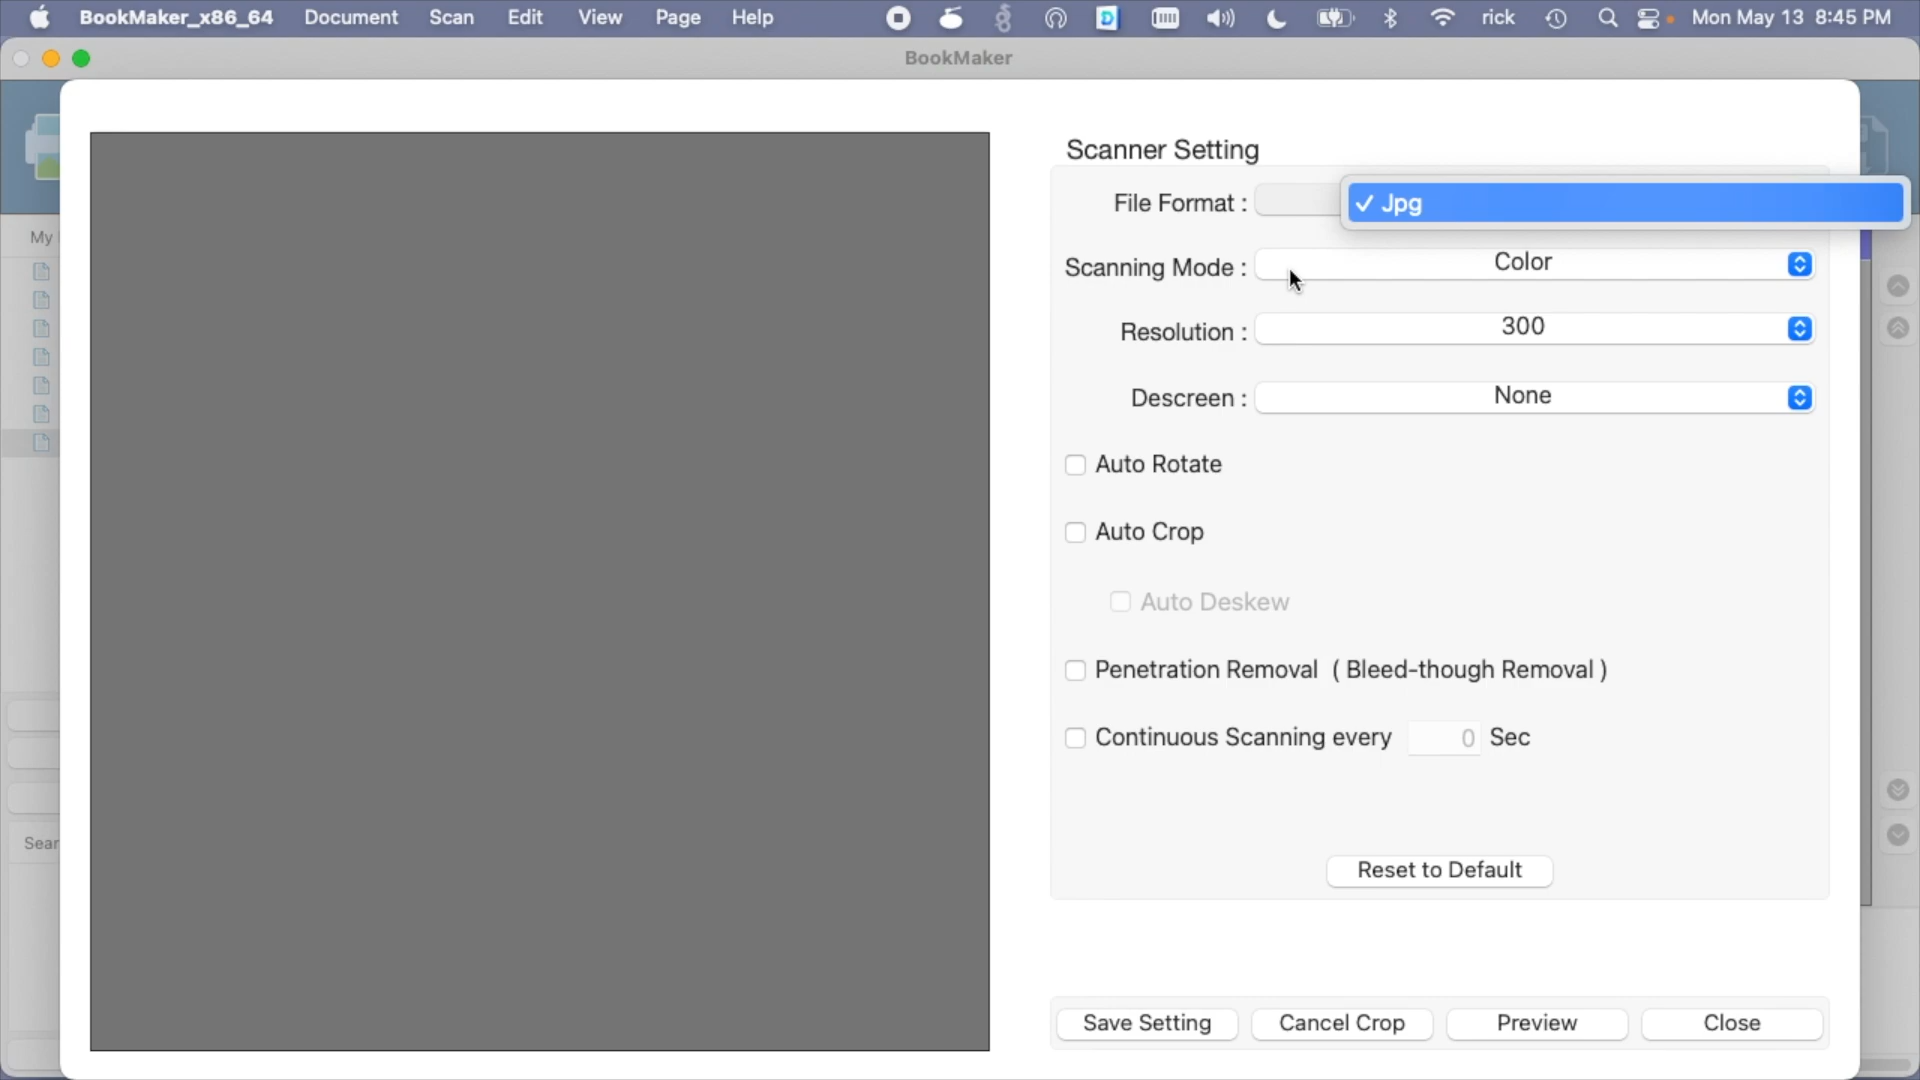 BookMaker_x86_64 Document Scan Edit View Page Help rick Mon May 13 8:45 PM
BookMaker
My
Sear
Scanner Setting
File Format : ✓ Jpg
Scanning Mode : Color
Resolution : 300
Descreen : None
Auto Rotate
Auto Crop
Auto Deskew
Penetration Removal ( Bleed-though Removal )
Continuous Scanning every 0 Sec
Reset to Default
Save Setting Cancel Crop Preview Close